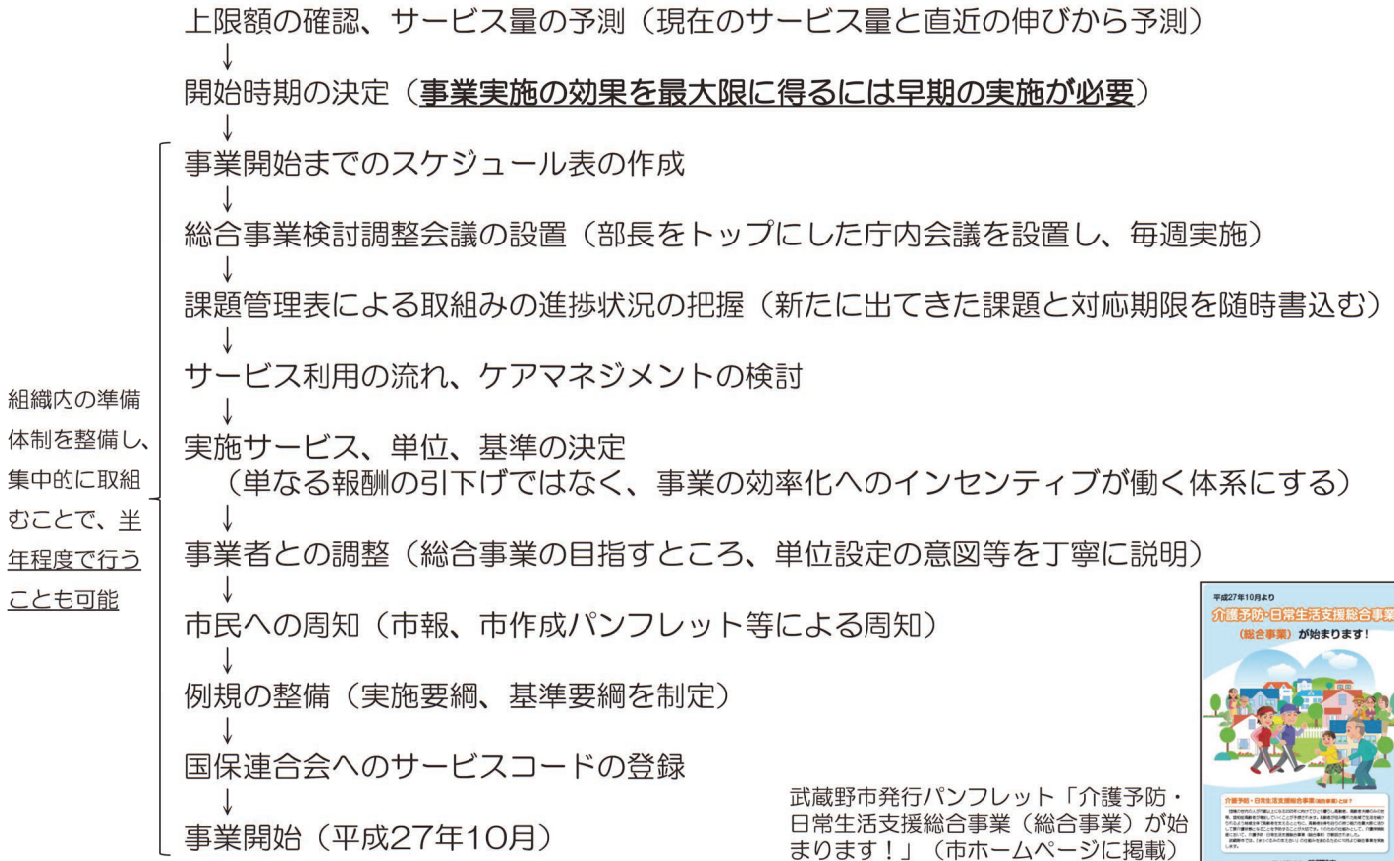 上限額の確認、サービス量の予測（現在のサービス量と直近の伸びから予測）
↓
開始時期の決定（事業実施の効果を最大限に得るには早期の実施が必要）
↓
事業開始までのスケジュール表の作成
↓
総合事業検討調整会議の設置（部長をトップにした庁内会議を設置し、毎週実施）
↓
課題管理表による取組みの進捗状況の把握（新たに出てきた課題と対応期限を随時書込む）
↓
サービス利用の流れ、ケアマネジメントの検討
↓
実施サービス、単位、基準の決定
（単なる報酬の引下げではなく、事業の効率化へのインセンティブが働く体系にする）
↓
事業者との調整（総合事業の目指すところ、単位設定の意図等を丁寧に説明）
↓
市民への周知（市報、市作成パンフレット等による周知）
↓
例規の整備（実施要綱、基準要綱を制定）
↓
国保連合会へのサービスコードの登録
↓
事業開始（平成27年10月）
組織内の準備
体制を整備し、
集中的に取組
むことで、半
年程度で行う
ことも可能
武蔵野市発行パンフレット「介護予防・
日常生活支援総合事業（総合事業）が始
まります！」（市ホームページに掲載）
平成27年10月より
介護予防・日常生活支援総合事業
（総合事業）が始まります！
介護予防・日常生活支援総合事業（総合事業）とは？